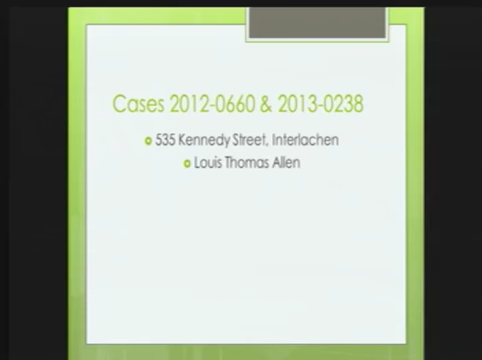 Cases 2012-0660 & 2013-0238
535 Kennedy Street, Interlachen
Louis Thomas Allen